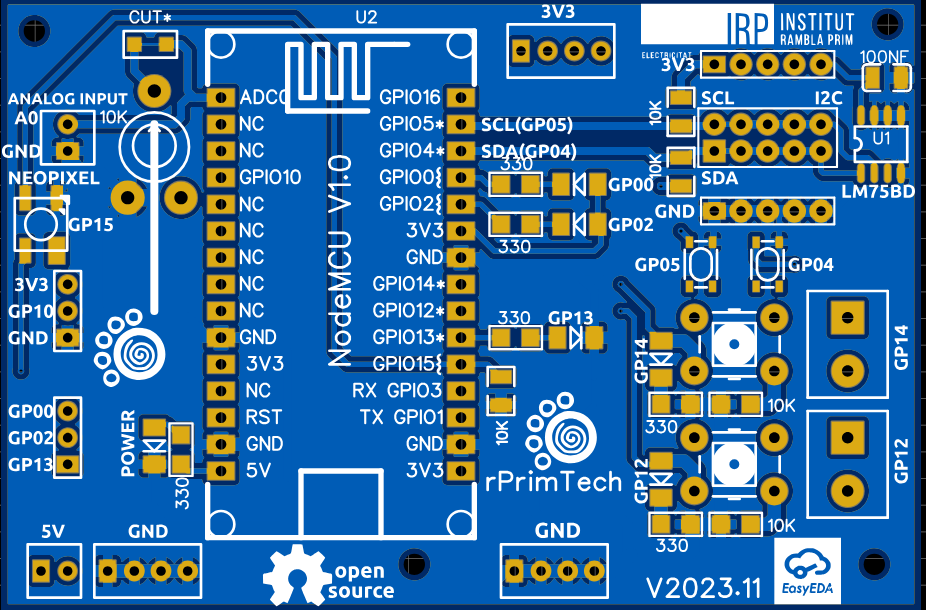 CUT*
U2
3V3
IRP
INSTITUT
RAMBLA PRIM
ELECTRICITAT
3V3
100NF
ANALOG INPUT
A0
10K
GND
ADC0
NC
NC
GPIO10
NC
NC
NC
NC
NC
GND
3V3
NC
RST
GND
5V
NodeMCU V1.0
GPIO16
GPIO5*
GPIO4*
GPIO0
GPIO2
3V3
GND
GPIO14*
GPIO12*
GPIO13*
GPIO15
RX GPIO3
TX GPIO1
GND
3V3
SCL(GP05)
SDA(GP04)
330
GP00
GP02
330
10K
SCL
I2C
10K
SDA
U1
LM75BD
GND
NEOPIXEL
GP15
3V3
GP10
GND
GP05
GP04
330
GP13
GP14
GP14
330
10K
10K
GP00
GP02
GP13
POWER
330
rPrimTech
GP12
GP12
330
10K
5V
GND
GND
open
source
V2023.11
EasyEDA